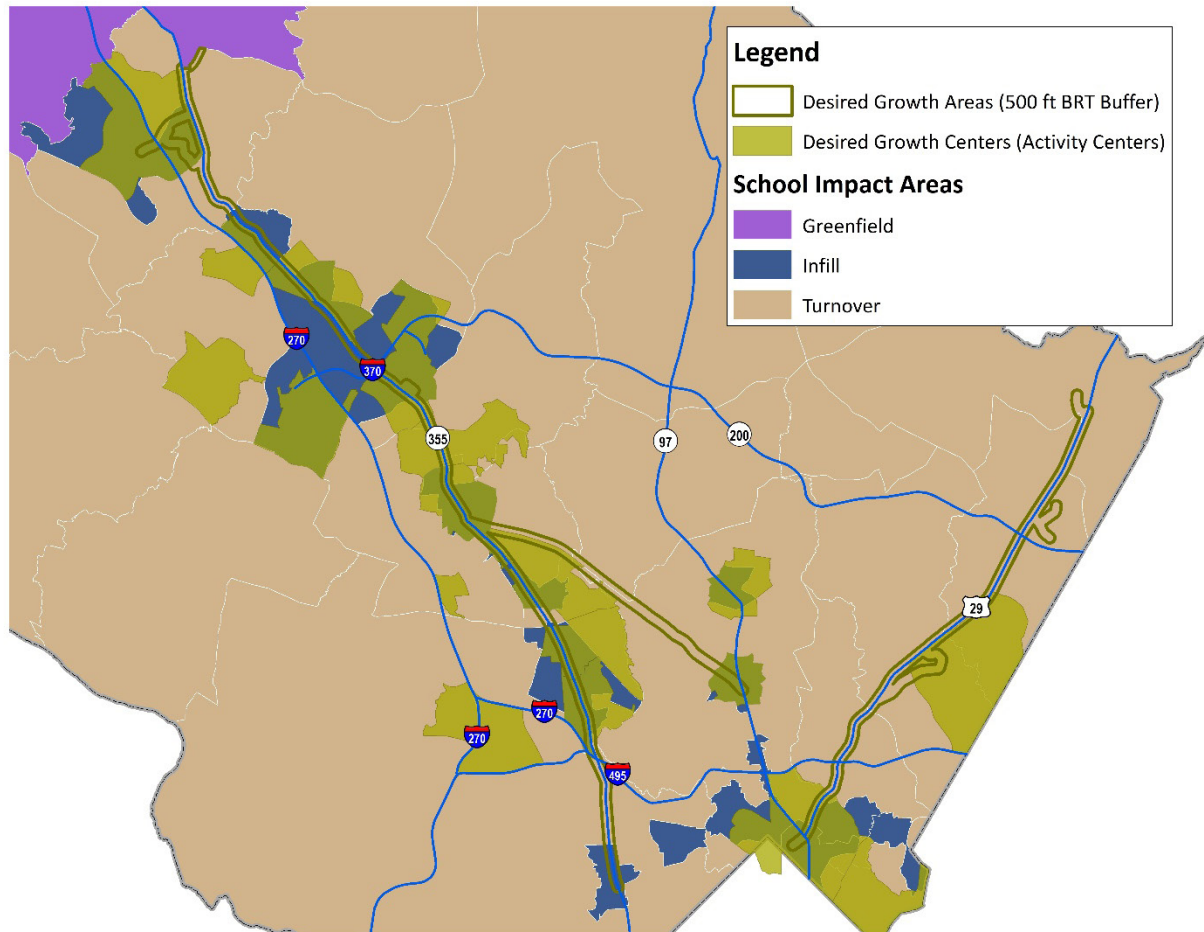 Legend
Desired Growth Areas (500 ft BRT Buffer)
Desired Growth Centers (Activity Centers)
School Impact Areas
Greenfield
Infill
Turnover
270
370
355
97
200
29
270
270
495